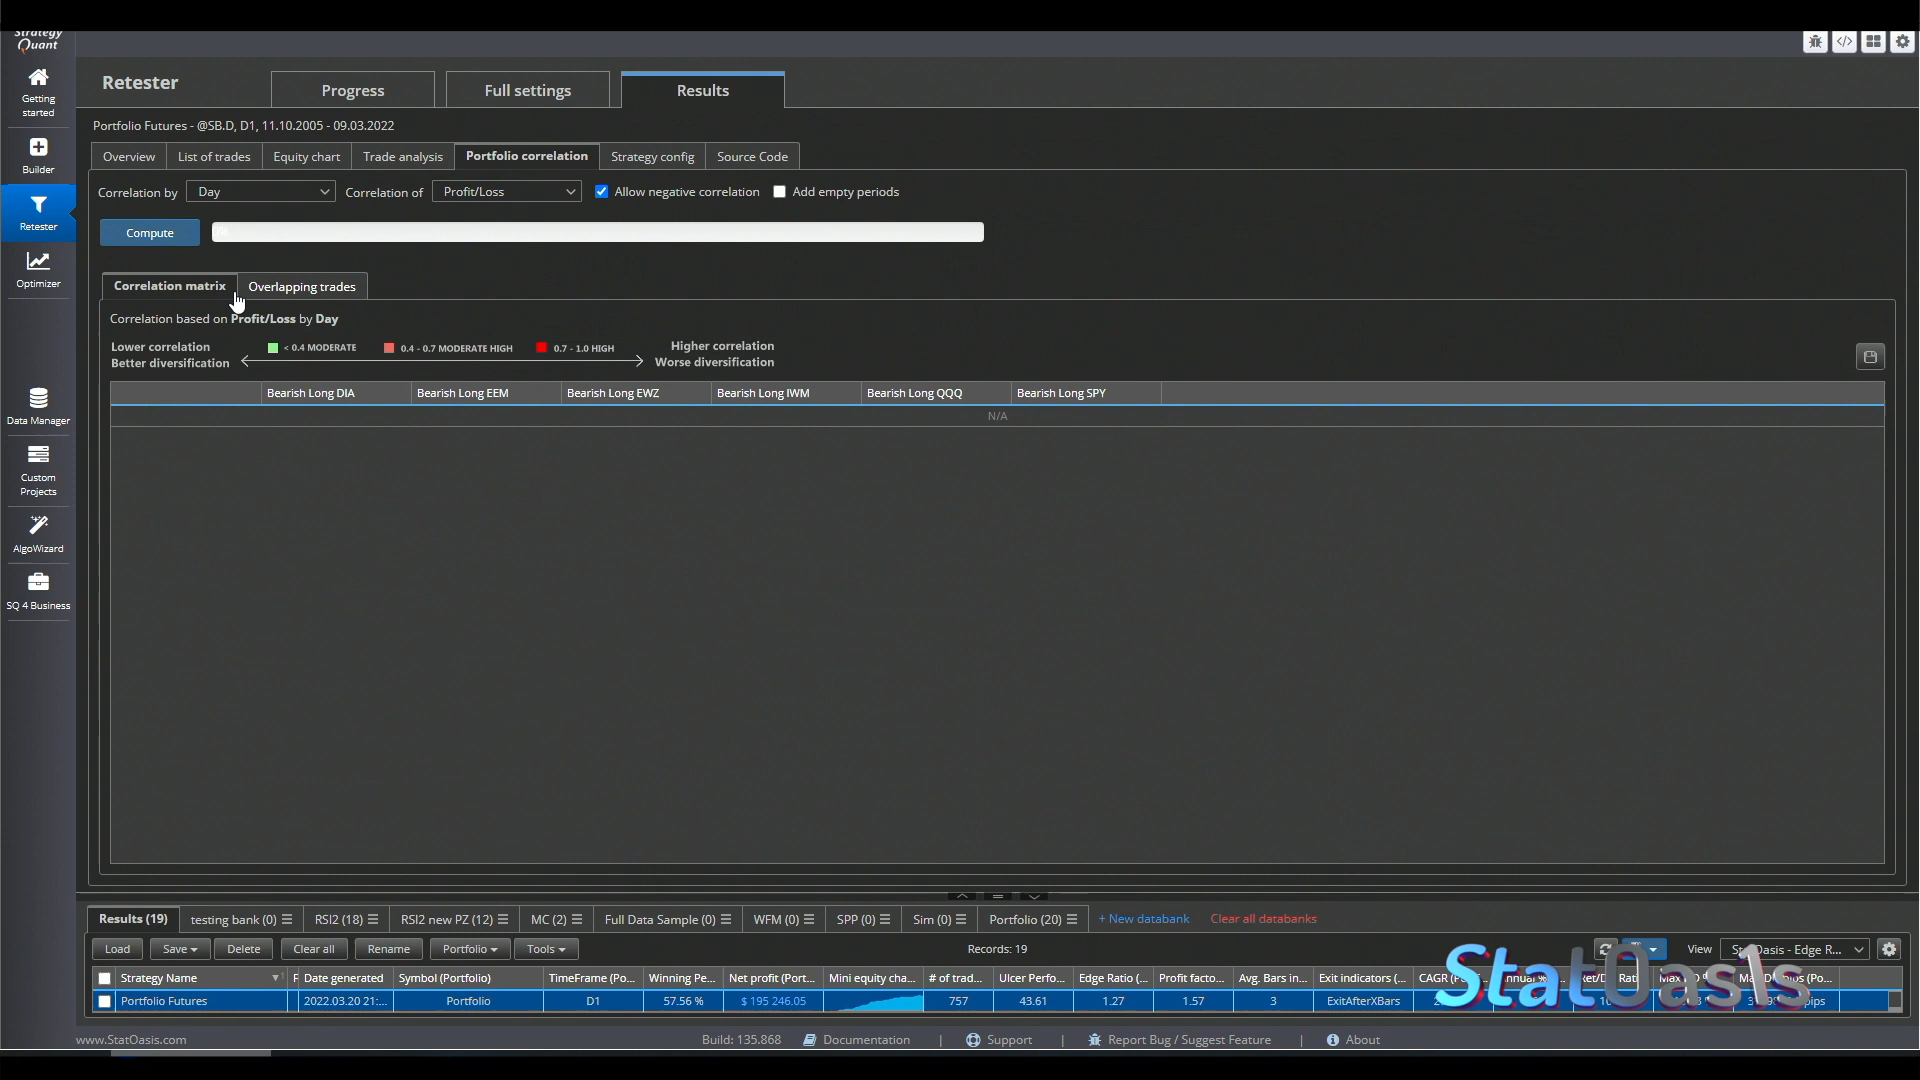 Strategy
Quant
Getting
started
Builder
Retester
Optimizer
Data Manager
Custom
Projects
AlgoWizard
SQ 4 Business
Retester
Progress
Full settings
Results
Portfolio Futures - @SB.D, D1, 11.10.2005 - 09.03.2022
Overview
List of trades
Equity chart
Trade analysis
Portfolio correlation
Strategy config
Source Code
Correlation by
Day
Correlation of
Profit/Loss
Allow negative correlation
Add empty periods
Compute
Correlation matrix
Overlapping trades
Correlation based on Profit/Loss by Day
Lower correlation
Better diversification
< 0.4 MODERATE
0.4 - 0.7 MODERATE HIGH
0.7 - 1.0 HIGH
Higher correlation
Worse diversification
Bearish Long DIA
Bearish Long EEM
Bearish Long EWZ
Bearish Long IWM
Bearish Long QQQ
Bearish Long SPY
N/A
Results (19)
testing bank (0)
RSI2 (18)
RSI2 new PZ (12)
MC (2)
Full Data Sample (0)
WFM (0)
SPP (0)
Sim (0)
Portfolio (20)
+ New databank
Clear all databanks
Load
Save
Delete
Clear all
Rename
Portfolio
Tools
Records: 19
View
StatOasis - Edge R...
Strategy Name
Date generated
Symbol (Portfolio)
TimeFrame (Po...
Winning Pe...
Net profit (Port...
Mini equity cha...
# of trad...
Ulcer Perfo...
Edge Ratio (...
Profit facto...
Avg. Bars in...
Exit indicators (...
Portfolio Futures
2022.03.20 21:...
Portfolio
D1
57.56 %
$ 195 246.05
757
43.61
1.27
1.57
3
ExitAfterXBars
StatOas1s
www.StatOasis.com
Build: 135.868
Documentation
Support
Report Bug / Suggest Feature
About